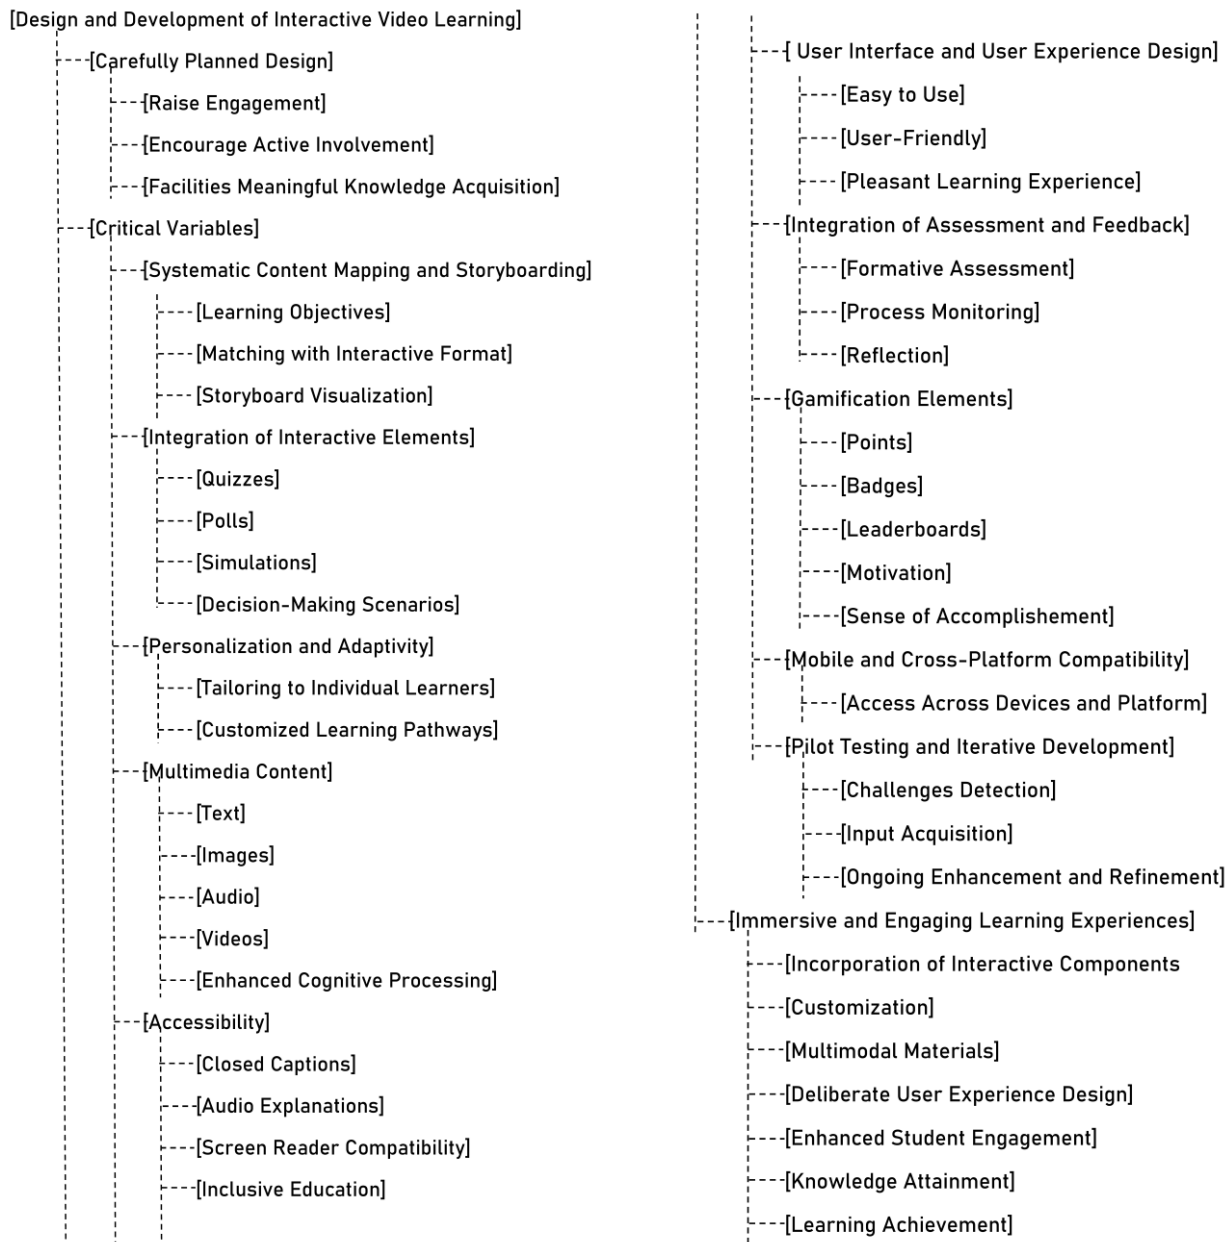 [Design and Development of Interactive Video Learning]
[Carefully Planned Design]
[Raise Engagement]
[Encourage Active Involvement]
[Facilities Meaningful Knowledge Acquisition]
[Critical Variables]
[Systematic Content Mapping and Storyboarding]
[Learning Objectives]
[Matching with Interactive Format]
[Storyboard Visualization]
[Integration of Interactive Elements]
[Quizzes]
[Polls]
[Simulations]
[Decision-Making Scenarios]
[Personalization and Adaptivity]
[Tailoring to Individual Learners]
[Customized Learning Pathways]
[Multimedia Content]
[Text]
[Images]
[Audio]
[Videos]
[Enhanced Cognitive Processing]
[Accessibility]
[Closed Captions]
[Audio Explanations]
[Screen Reader Compatibility]
[Inclusive Education]
[ User Interface and User Experience Design]
[Easy to Use]
[User-Friendly]
[Pleasant Learning Experience]
[Integration of Assessment and Feedback]
[Formative Assessment]
[Process Monitoring]
[Reflection]
[Gamification Elements]
[Points]
[Badges]
[Leaderboards]
[Motivation]
[Sense of Accomplishement]
[Mobile and Cross-Platform Compatibility]
[Access Across Devices and Platform]
[Pilot Testing and Iterative Development]
[Challenges Detection]
[Input Acquisition]
[Ongoing Enhancement and Refinement]
[Immersive and Engaging Learning Experiences]
[Incorporation of Interactive Components
[Customization]
[Multimodal Materials]
[Deliberate User Experience Design]
[Enhanced Student Engagement]
[Knowledge Attainment]
[Learning Achievement]